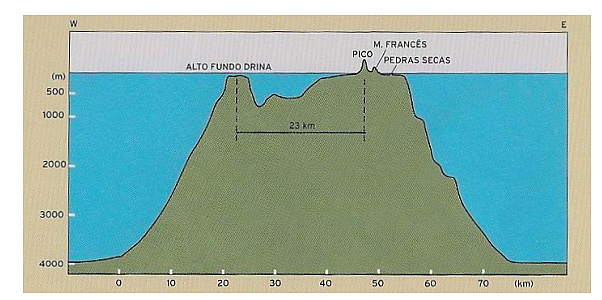 W E
M. FRANCÊS
PICO
PEDRAS SECAS
ALTO FUNDO DRINA
(m)
500
1000
23 km
2000
3000
4000
0 10 20 30 40 50 60 70 (km)